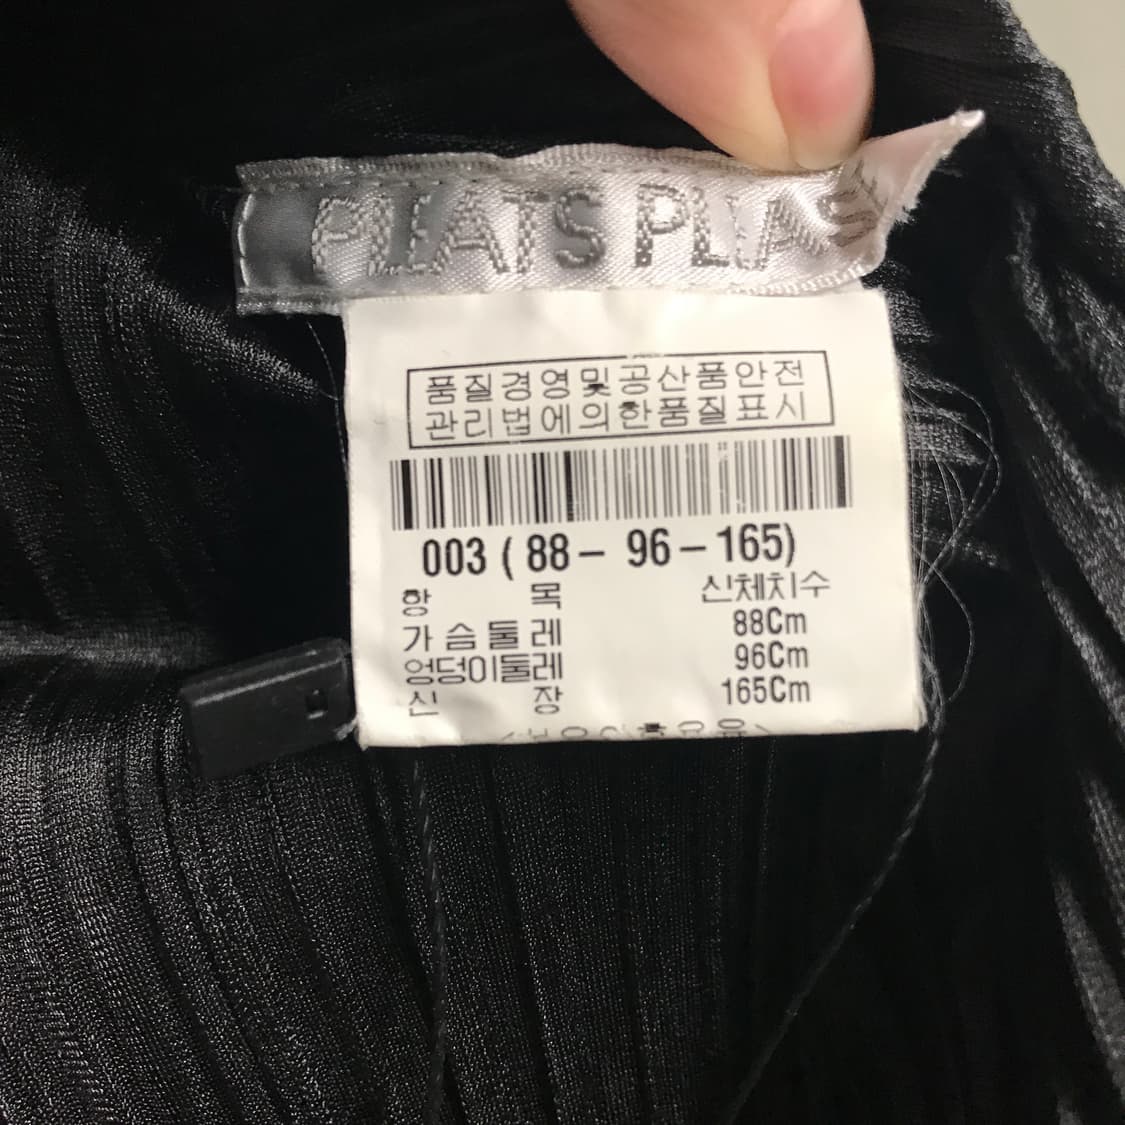 PLEATS PLEASE
품질경영및공산품안전
관리법에의한품질표시
003 ( 88 - 96 - 165)
항 목 신체치수
가슴둘레 88Cm
엉덩이둘레 96Cm
신 장 165Cm